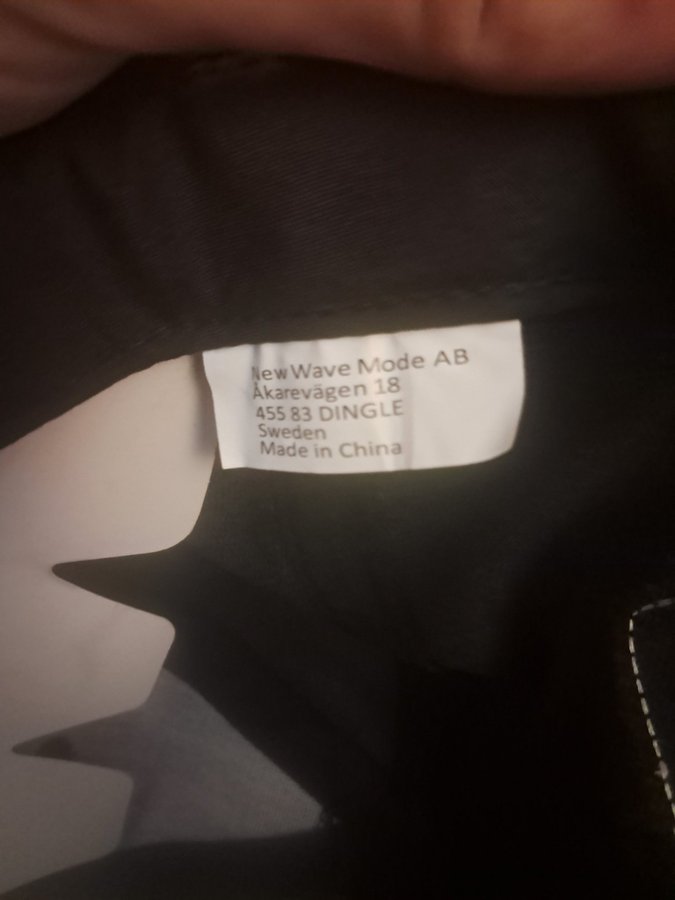 New Wave Mode AB
Åkarevägen 18
455 83 DINGLE
Sweden
Made in China